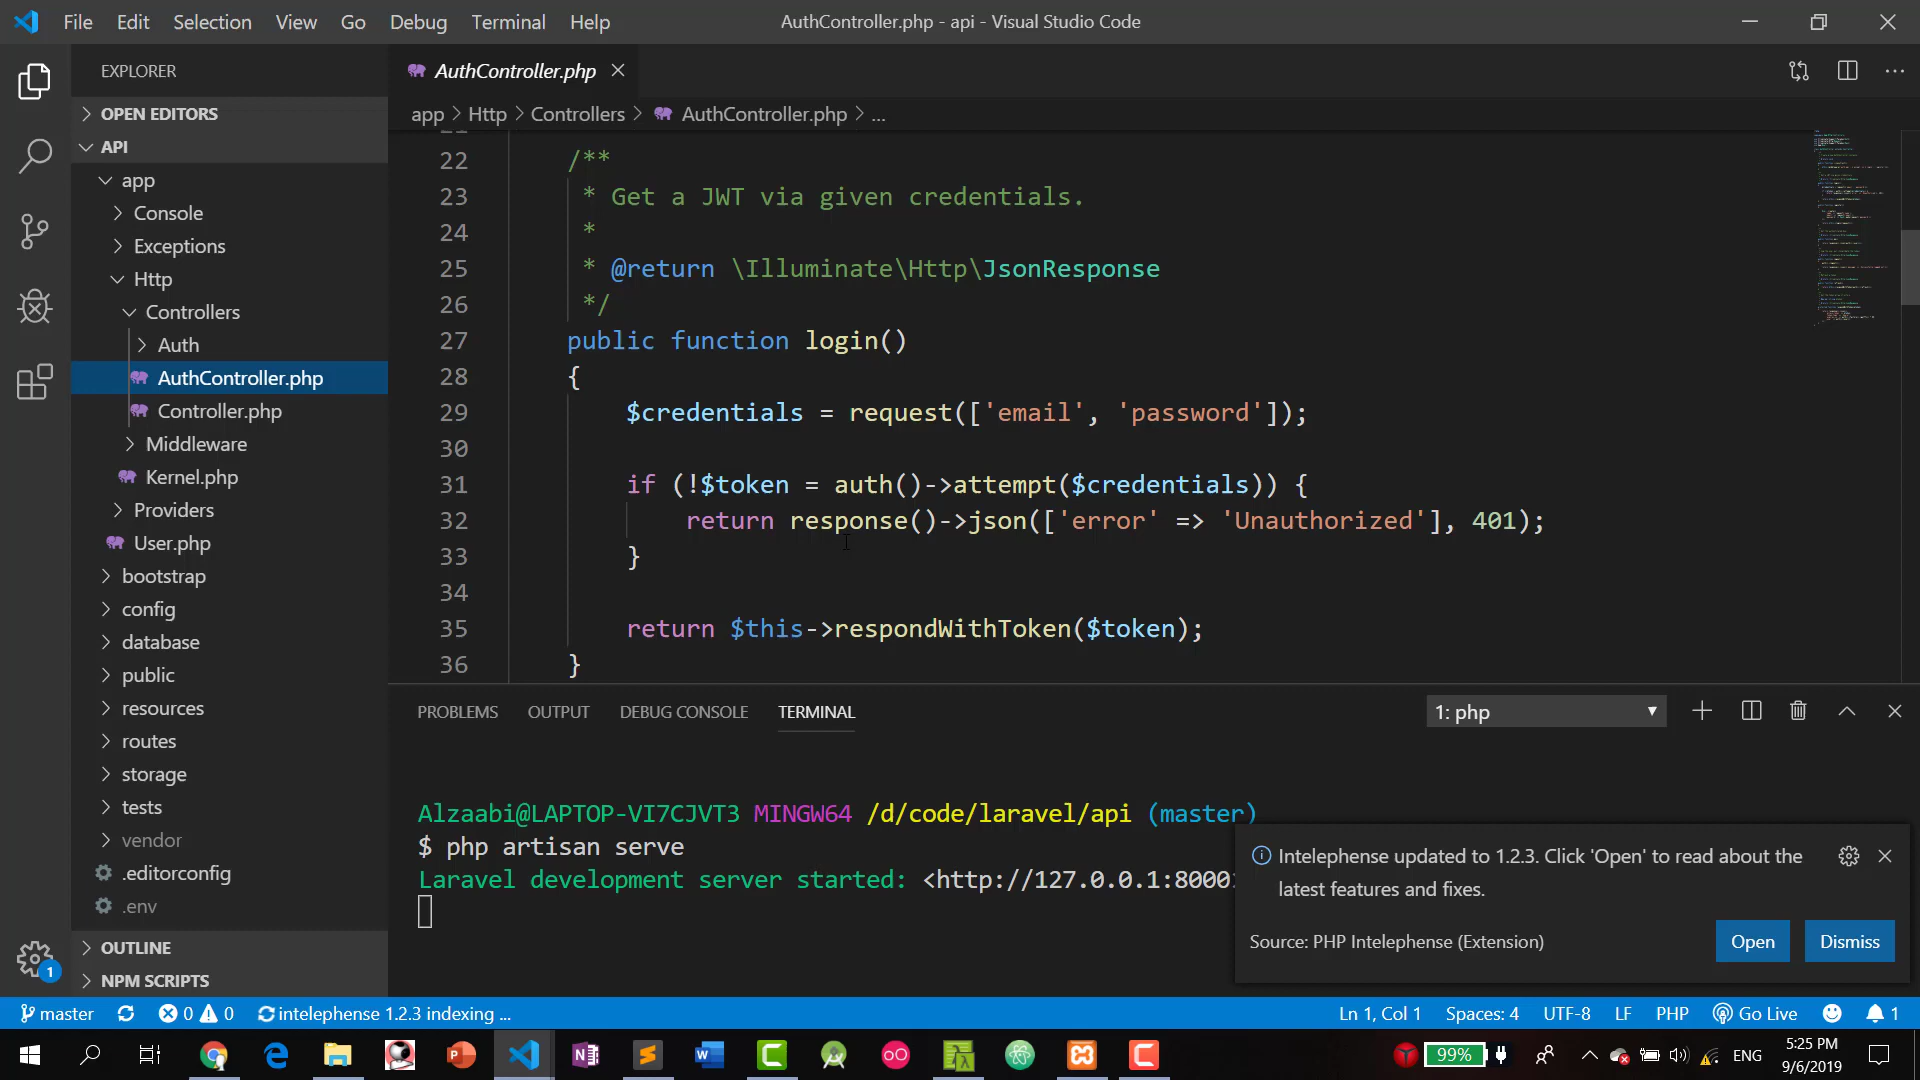 File Edit Selection View Go Debug Terminal Help
AuthController.php - api - Visual Studio Code
EXPLORER
OPEN EDITORS
API
app
Console
Exceptions
Http
Controllers
Auth
AuthController.php
Controller.php
Middleware
Kernel.php
Providers
User.php
bootstrap
config
database
public
resources
routes
storage
tests
vendor
.editorconfig
.env
OUTLINE
NPM SCRIPTS
AuthController.php
app > Http > Controllers > AuthController.php > ...
22 /**
23 * Get a JWT via given credentials.
24 *
25 * @return \Illuminate\Http\JsonResponse
26 */
27 public function login()
28 {
29 $credentials = request(['email', 'password']);
30
31 if (!$token = auth()->attempt($credentials)) {
32 return response()->json(['error' => 'Unauthorized'], 401);
33 }
34
35 return $this->respondWithToken($token);
36 }
PROBLEMS OUTPUT DEBUG CONSOLE TERMINAL
1: php
Alzaabi@LAPTOP-VI7CJVT3 MINGW64 /d/code/laravel/api (master)
$ php artisan serve
Laravel development server started: <http://127.0.0.1:8000
Intelephense updated to 1.2.3. Click 'Open' to read about the
latest features and fixes.
Source: PHP Intelephense (Extension)
Open
Dismiss
1
master 0 0 intelephense 1.2.3 indexing ...
Ln 1, Col 1 Spaces: 4 UTF-8 LF PHP Go Live 1
99%
ENG
5:25 PM
9/6/2019